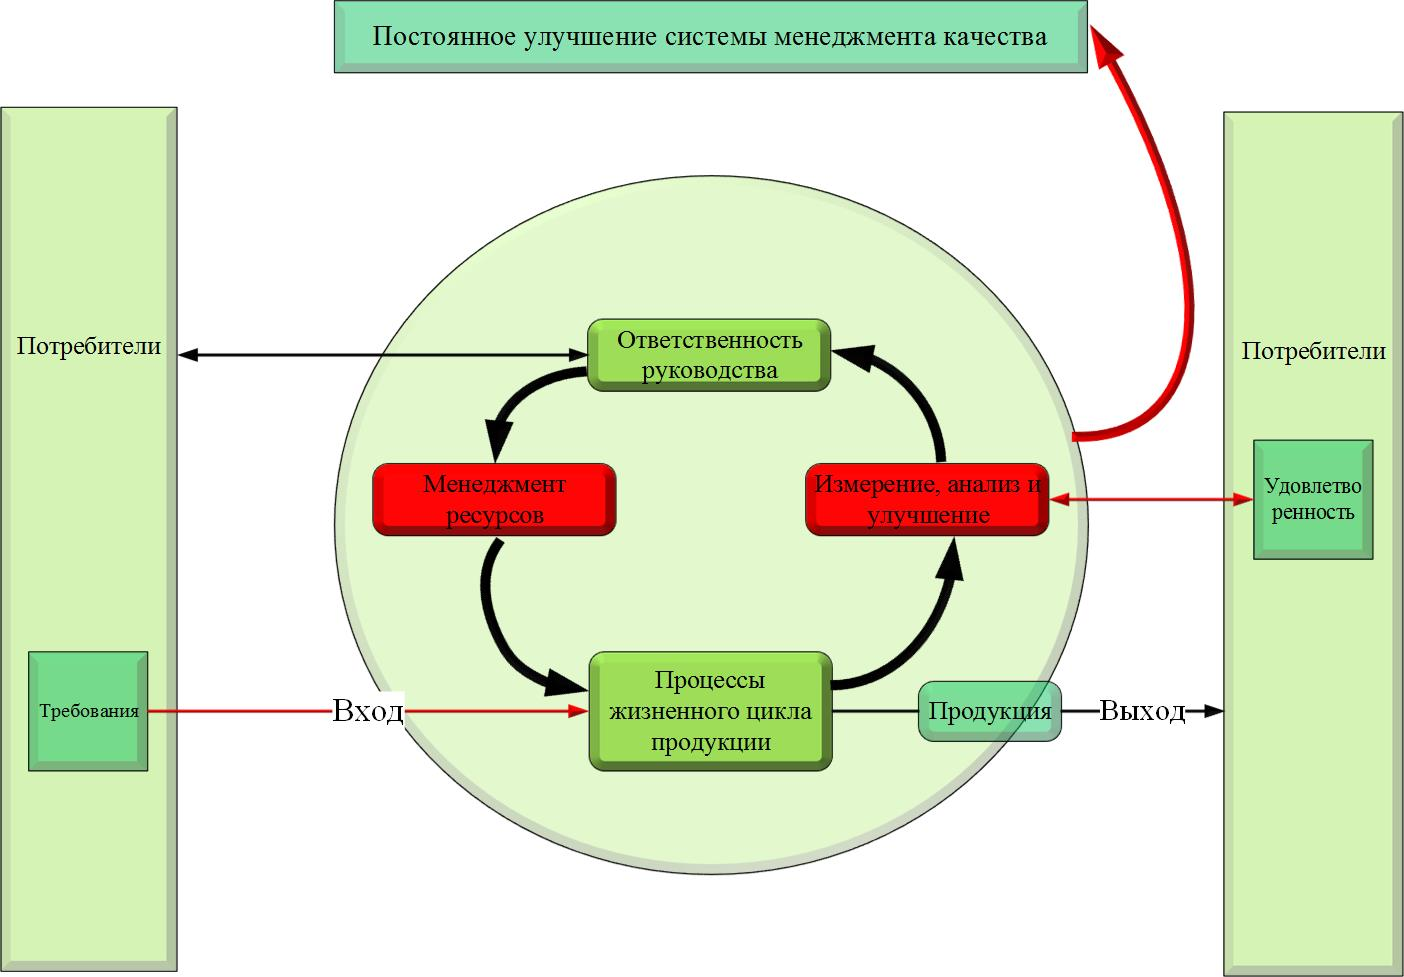 Постоянное улучшение системы менеджмента качества
Потребители
Ответственность
руководства
Потребители
Менеджмент
ресурсов
Измерение, анализ и
улучшение
Удовлетво
ренность
Требования
Вход
Процессы
жизненного цикла
продукции
Продукция
Выход